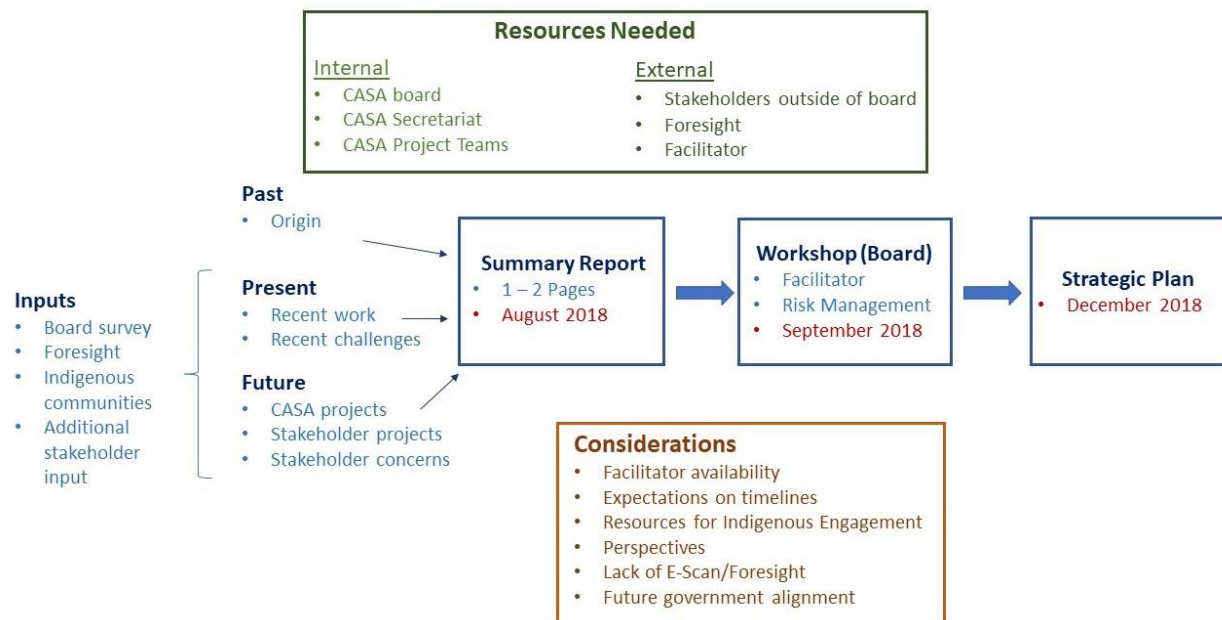 Resources Needed
Internal
• CASA board
• CASA Secretariat
• CASA Project Teams
External
• Stakeholders outside of board
• Foresight
• Facilitator
Inputs
• Board survey
• Foresight
• Indigenous
communities
• Additional
stakeholder
input
Past
• Origin
Present
• Recent work
• Recent challenges
Future
• CASA projects
• Stakeholder projects
• Stakeholder concerns
Summary Report
• 1 – 2 Pages
• August 2018
Workshop (Board)
• Facilitator
• Risk Management
• September 2018
Strategic Plan
• December 2018
Considerations
• Facilitator availability
• Expectations on timelines
• Resources for Indigenous Engagement
• Perspectives
• Lack of E-Scan/Foresight
• Future government alignment